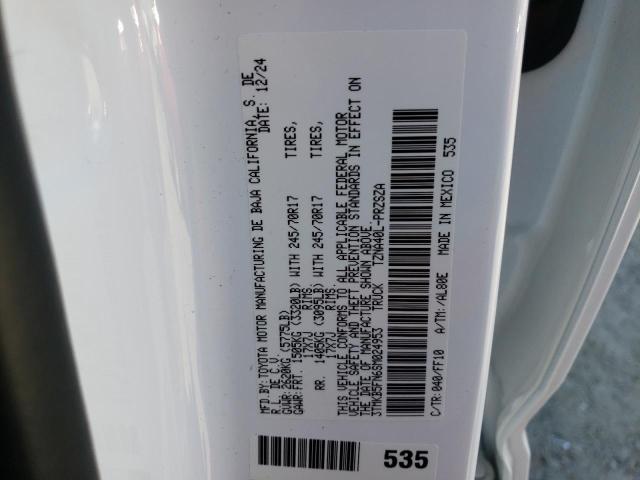 MFD.BY:TOYOTA MOTOR MANUFACTURING DE BAJA CALIFORNIA, S. DE
R.L. DE C.V. DATE: 12/24
GVWR:2620KG(5775LB)
GAWR:FRT. 1505KG (3320LB) WITH 245/70R17 TIRES,
17X7J RIMS
RR. 1405KG (3095LB) WITH 245/70R17 TIRES,
17X7J RIMS
THIS VEHICLE CONFORMS TO ALL APPLICABLE FEDERAL MOTOR
VEHICLE SAFETY AND THEFT PREVENTION STANDARDS IN EFFECT ON
THE DATE OF MANUFACTURE SHOWN ABOVE.
3TMKB5FN6SM024953 TRUCK TZNA40L-PRZSZA
C/TR:040/FF10 A/TM:/AL80E MADE IN MEXICO 535
535